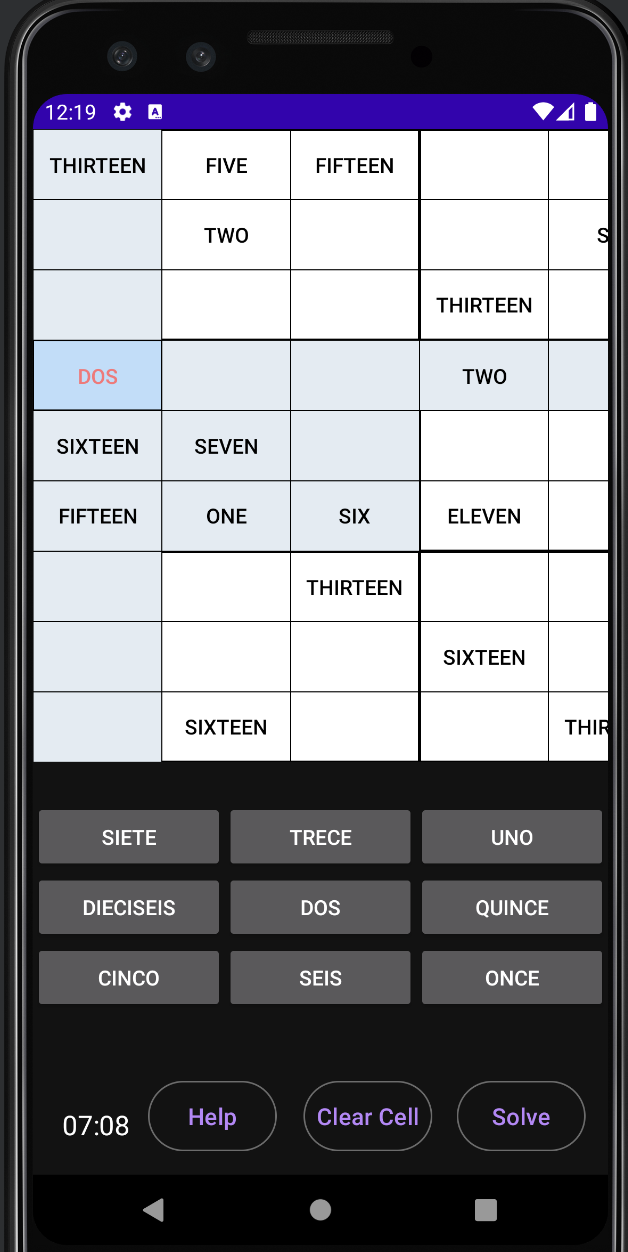 12:19
THIRTEEN FIVE FIFTEEN
TWO
THIRTEEN
DOS TWO
SIXTEEN SEVEN
FIFTEEN ONE SIX ELEVEN
THIRTEEN
SIXTEEN
SIXTEEN
SIETE TRECE UNO
DIECISEIS DOS QUINCE
CINCO SEIS ONCE
07:08 Help Clear Cell Solve